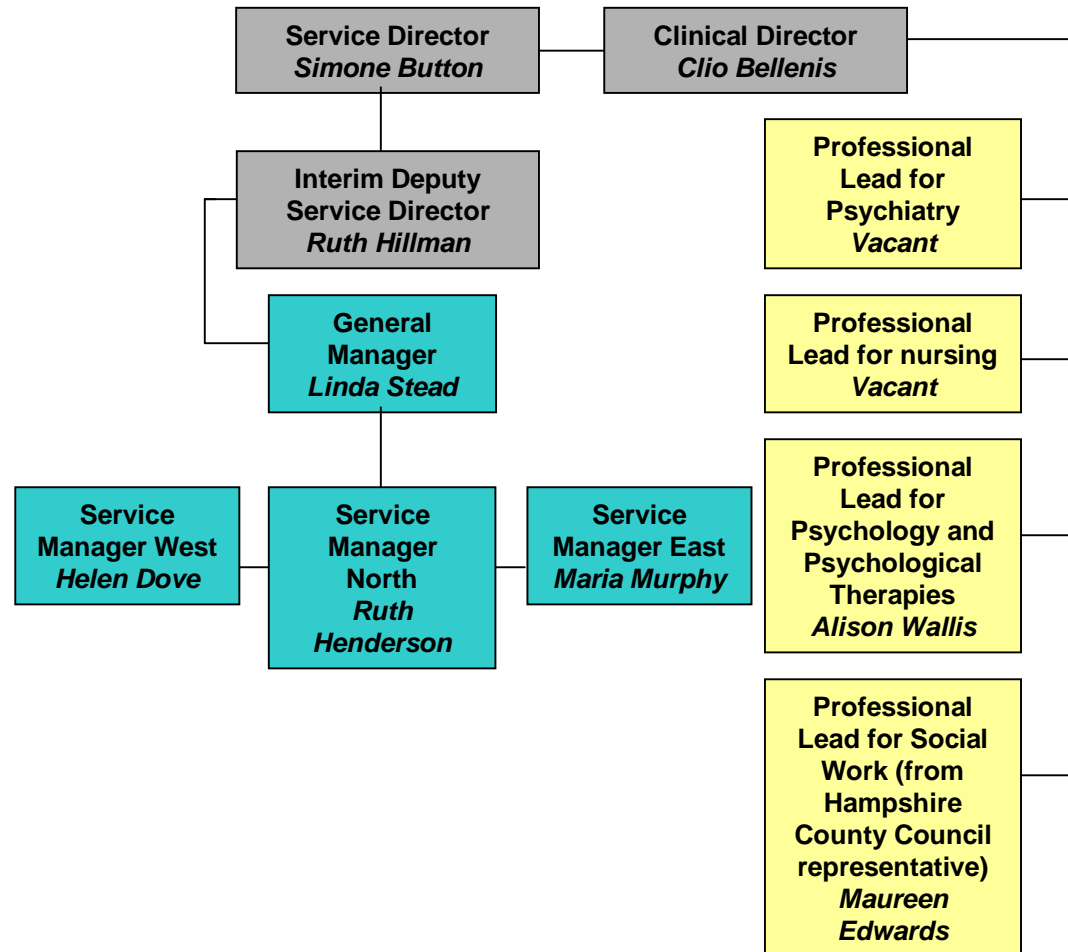 Service Director
Simone Button
Clinical Director
Clio Bellenis
Interim Deputy
Service Director
Ruth Hillman
General
Manager
Linda Stead
Service
Manager West
Helen Dove
Service
Manager
North
Ruth
Henderson
Service
Manager East
Maria Murphy
Professional
Lead for
Psychiatry
Vacant
Professional
Lead for nursing
Vacant
Professional
Lead for
Psychology and
Psychological
Therapies
Alison Wallis
Professional
Lead for Social
Work (from
Hampshire
County Council
representative)
Maureen
Edwards